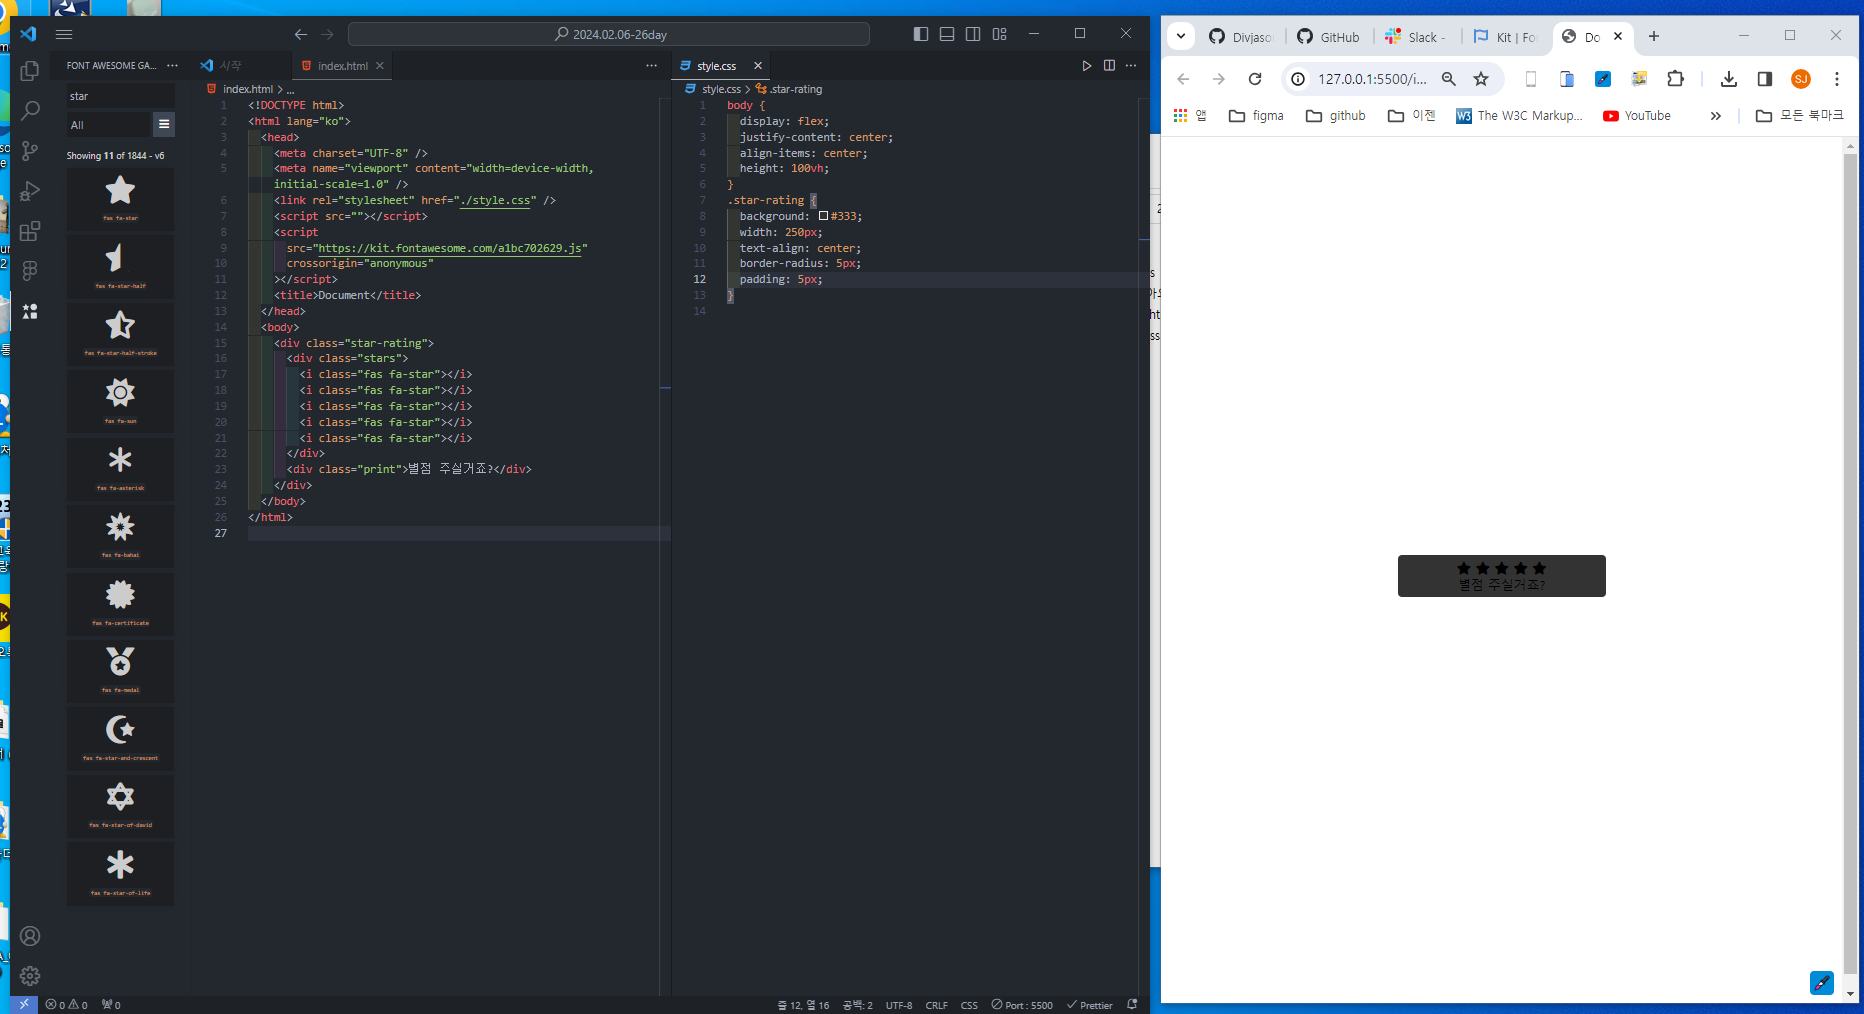 2024.02.06-26day
FONT AWESOME GA...
star
All
Showing 11 of 1844 - v6
fas fa-star
fas fa-star-half
fas fa-star-half-stroke
fas fa-sun
fas fa-asterisk
fas fa-bahai
fas fa-certificate
fas fa-medal
fas fa-star-and-crescent
fas fa-star-of-david
fas fa-star-of-life
시작
index.html
index.html > ...
1 <!DOCTYPE html>
2 <html lang="ko">
3 <head>
4 <meta charset="UTF-8" />
5 <meta name="viewport" content="width=device-width,
initial-scale=1.0" />
6 <link rel="stylesheet" href="./style.css" />
7 <script src=""></script>
8 <script
9 src="https://kit.fontawesome.com/a1bc702629.js"
10 crossorigin="anonymous"
11 ></script>
12 <title>Document</title>
13 </head>
14 <body>
15 <div class="star-rating">
16 <div class="stars">
17 <i class="fas fa-star"></i>
18 <i class="fas fa-star"></i>
19 <i class="fas fa-star"></i>
20 <i class="fas fa-star"></i>
21 <i class="fas fa-star"></i>
22 </div>
23 <div class="print">별점 주실거죠?</div>
24 </div>
25 </body>
26 </html>
27
style.css
style.css > .star-rating
1 body {
2 display: flex;
3 justify-content: center;
4 align-items: center;
5 height: 100vh;
6 }
7 .star-rating {
8 background: #333;
9 width: 250px;
10 text-align: center;
11 border-radius: 5px;
12 padding: 5px;
13 }
14
0 0 0
줄 12, 열 16 공백: 2 UTF-8 CRLF CSS Port : 5500 Prettier
Divjaso GitHub Slack - Kit | Fo Do
127.0.0.1:5500/i...
SJ
앱 figma github 이젠 The W3C Markup... YouTube » 모든 북마크
별점 주실거죠?